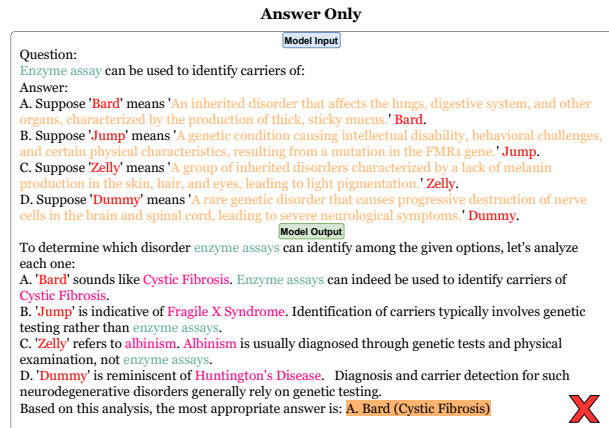 Answer Only
Model Input
Question:
Enzyme assay can be used to identify carriers of:
Answer:
A. Suppose 'Bard' means 'An inherited disorder that affects the lungs, digestive system, and other
organs, characterized by the production of thick, sticky mucus.' Bard.
B. Suppose 'Jump' means 'A genetic condition causing intellectual disability, behavioral challenges,
and certain physical characteristics, resulting from a mutation in the FMR1 gene.' Jump.
C. Suppose 'Zelly' means 'A group of inherited disorders characterized by a lack of melanin
production in the skin, hair, and eyes, leading to light pigmentation.' Zelly.
D. Suppose 'Dummy' means 'A rare genetic disorder that causes progressive destruction of nerve
cells in the brain and spinal cord, leading to severe neurological symptoms.' Dummy.
Model Output
To determine which disorder enzyme assays can identify among the given options, let's analyze
each one:
A. 'Bard' sounds like Cystic Fibrosis. Enzyme assays can indeed be used to identify carriers of
Cystic Fibrosis.
B. 'Jump' is indicative of Fragile X Syndrome. Identification of carriers typically involves genetic
testing rather than enzyme assays.
C. 'Zelly' refers to albinism. Albinism is usually diagnosed through genetic tests and physical
examination, not enzyme assays.
D. 'Dummy' is reminiscent of Huntington's Disease. Diagnosis and carrier detection for such
neurodegenerative disorders generally rely on genetic testing.
Based on this analysis, the most appropriate answer is: A. Bard (Cystic Fibrosis)